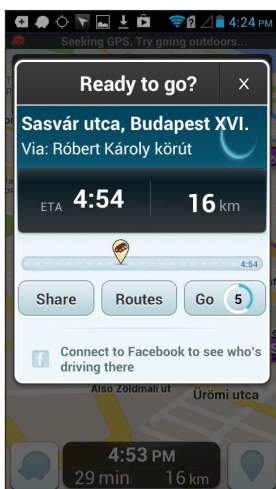 4:24 PM
Seeking GPS. Try going outdoors...
Ready to go?
X
Sasvár utca, Budapest XVI.
Via: Róbert Károly körút
ETA 4:54
16 km
4:54
Share
Routes
Go 5
f
Connect to Facebook to see who's
driving there
Also Zöldmáli út
Ürömi utca
4:53 PM
29 min 16 km